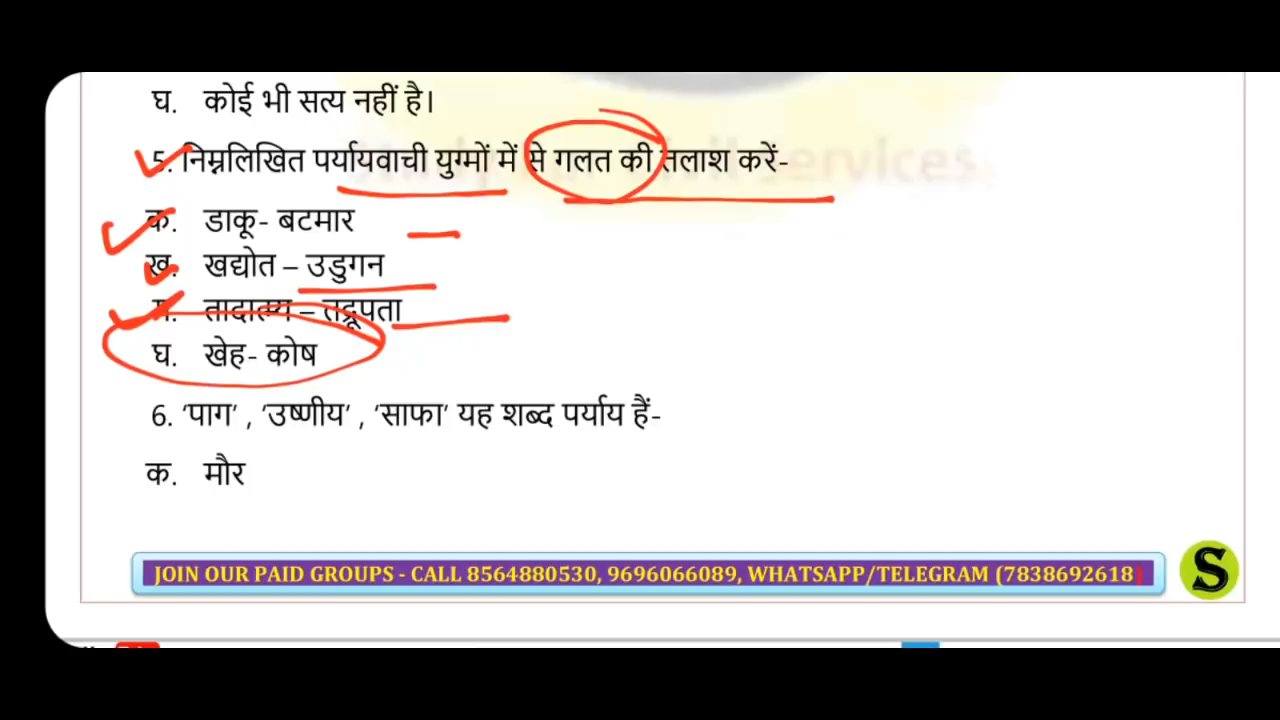 घ. कोई भी सत्य नहीं है।
5. निम्नलिखित पर्यायवाची युग्मों में से गलत की तलाश करें-
क. डाकू- बटमार
ख. खद्योत – उडुगन
ग. तादात्म्य – तद्रूपता
घ. खेह- कोष
6. 'पाग' , 'उष्णीय' , 'साफा' यह शब्द पर्याय हैं-
क. मौर
JOIN OUR PAID GROUPS - CALL 8564880530, 9696066089, WHATSAPP/TELEGRAM (7838692618)
S